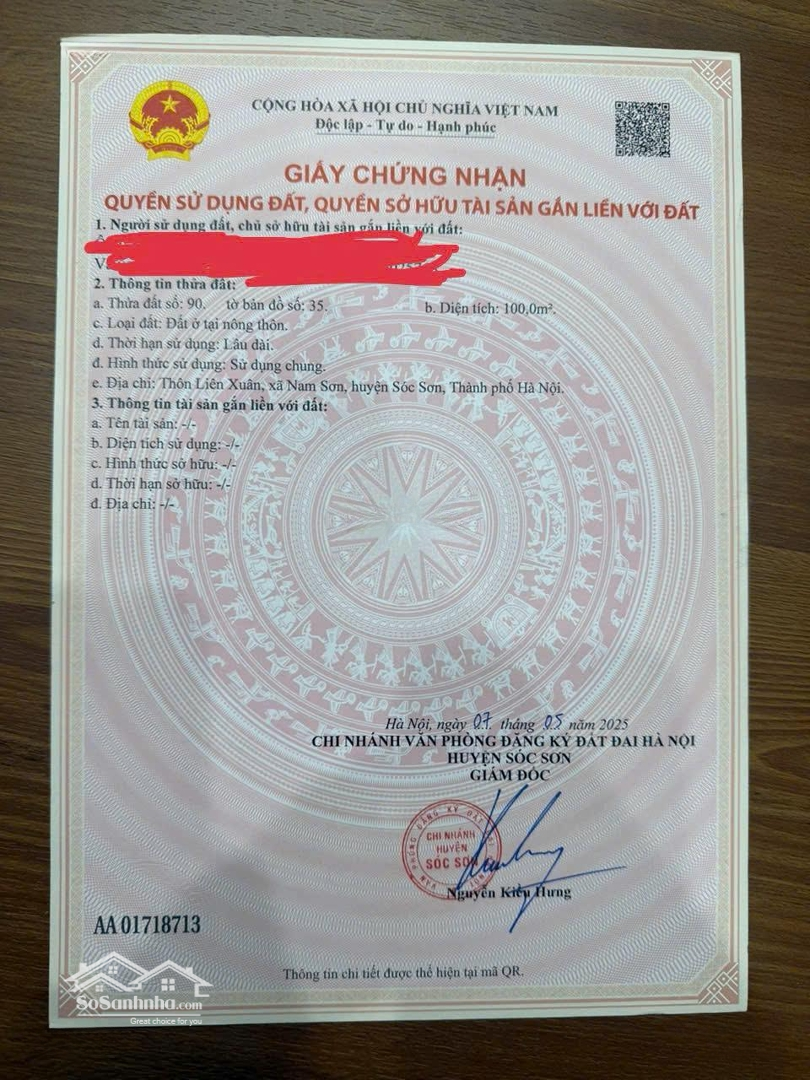 CỘNG HÒA XÃ HỘI CHỦ NGHĨA VIỆT NAM
Độc lập - Tự do - Hạnh phúc
GIẤY CHỨNG NHẬN
QUYỀN SỬ DỤNG ĐẤT, QUYỀN SỞ HỮU TÀI SẢN GẮN LIỀN VỚI ĐẤT
1. Người sử dụng đất, chủ sở hữu tài sản gắn liền với đất:
2. Thông tin thửa đất:
a. Thửa đất số: 90. tờ bản đồ số: 35. b. Diện tích: 100,0m².
c. Loại đất: Đất ở tại nông thôn.
d. Thời hạn sử dụng: Lâu dài.
đ. Hình thức sử dụng: Sử dụng chung.
e. Địa chỉ: Thôn Liên Xuân, xã Nam Sơn, huyện Sóc Sơn, Thành phố Hà Nội.
3. Thông tin tài sản gắn liền với đất:
a. Tên tài sản: -/-
b. Diện tích sử dụng: -/-
c. Hình thức sở hữu: -/-
d. Thời hạn sở hữu: -/-
đ. Địa chỉ: -/-
Hà Nội, ngày 07 tháng 05 năm 2025
CHI NHÁNH VĂN PHÒNG ĐĂNG KÝ ĐẤT ĐAI HÀ NỘI
HUYỆN SÓC SƠN
GIÁM ĐỐC
CHI NHÁNH
HUYỆN
SÓC SƠN
Nguyễn Kiều Hưng
AA 01718713
Thông tin chi tiết được thể hiện tại mã QR.
SoSanhnha.com
Great choice for you